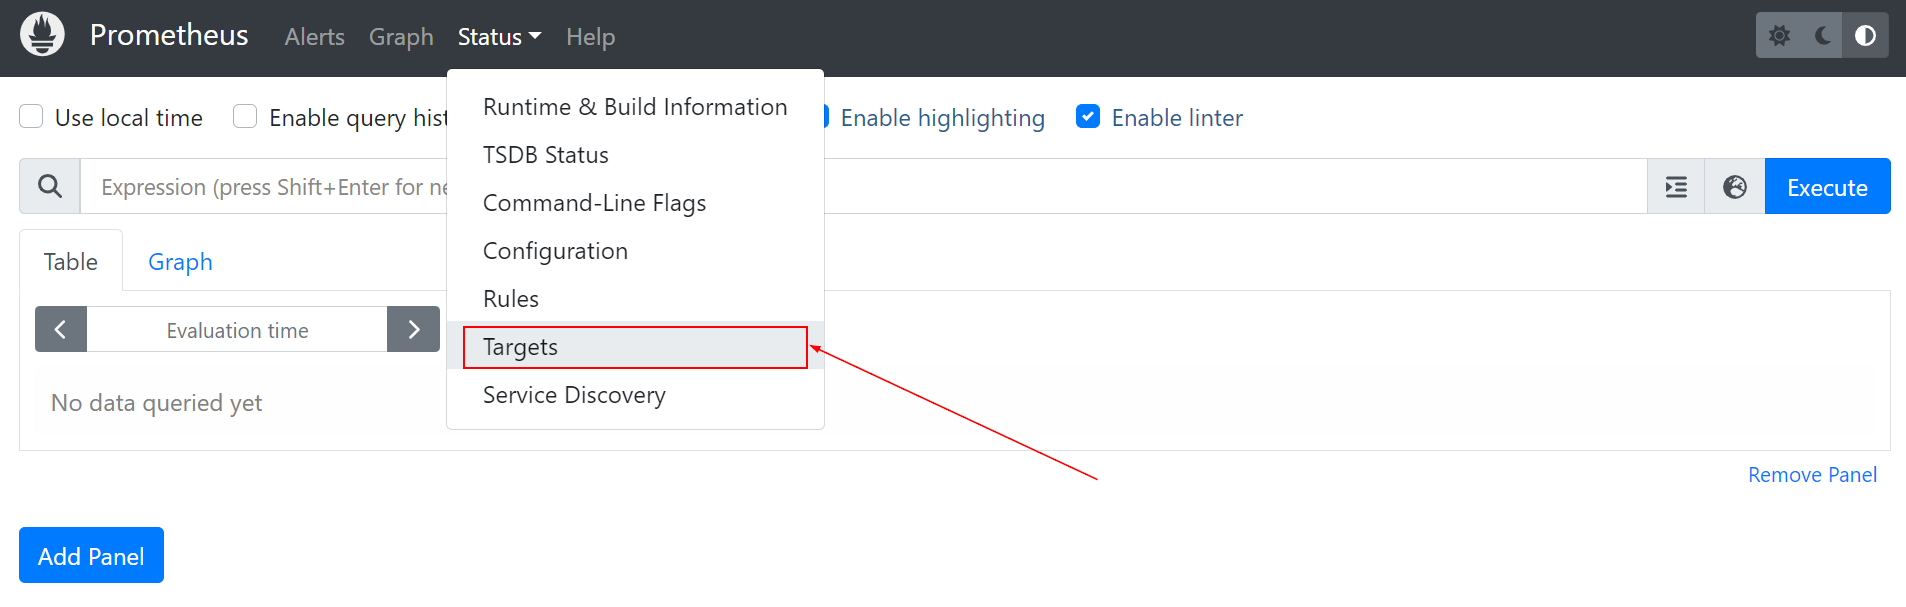 Prometheus Alerts Graph Status Help
Use local time Enable query hist Enable highlighting Enable linter
Expression (press Shift+Enter for ne Execute
Table Graph
Evaluation time
No data queried yet
Runtime & Build Information
TSDB Status
Command-Line Flags
Configuration
Rules
Targets
Service Discovery
Remove Panel
Add Panel